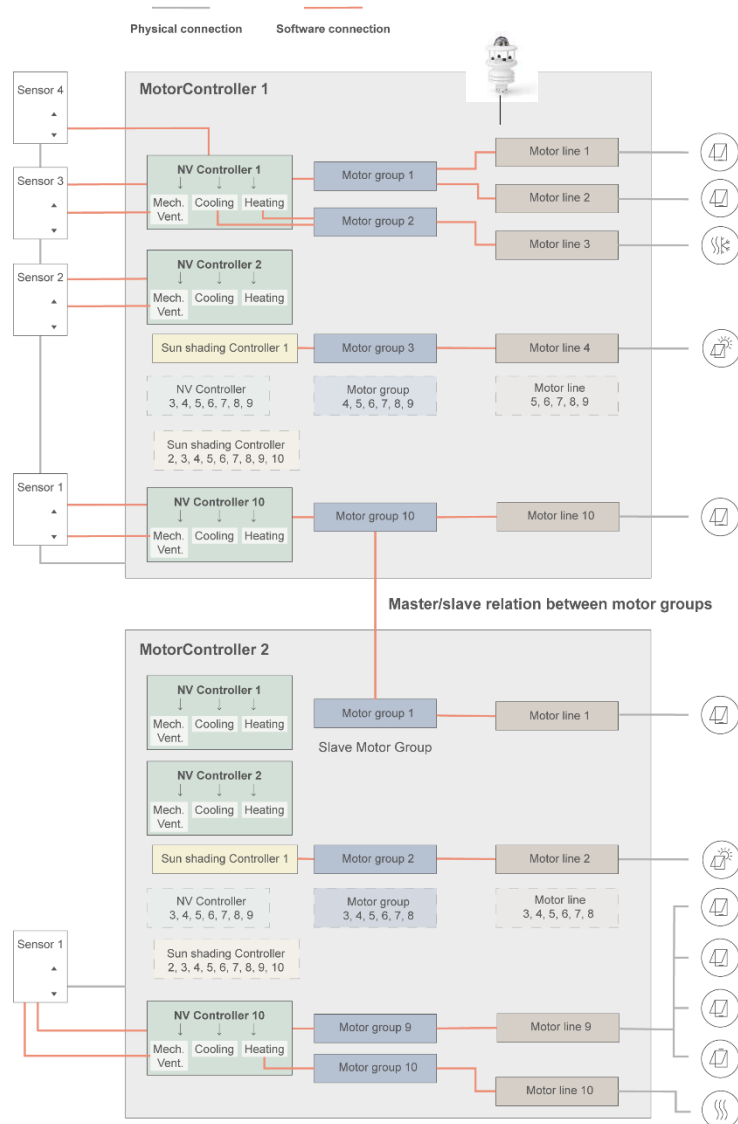 Physical connection
Software connection
Sensor 4
MotorController 1
Sensor 3
NV Controller 1
Mech.
Vent.
Cooling
Heating
Motor group 1
Motor line 1
Motor line 2
Motor group 2
Motor line 3
Sensor 2
NV Controller 2
Mech.
Vent.
Cooling
Heating
Sun shading Controller 1
Motor group 3
Motor line 4
NV Controller
3, 4, 5, 6, 7, 8, 9
Motor group
4, 5, 6, 7, 8, 9
Motor line
5, 6, 7, 8, 9
Sun shading Controller
2, 3, 4, 5, 6, 7, 8, 9, 10
Sensor 1
NV Controller 10
Mech.
Vent.
Cooling
Heating
Motor group 10
Motor line 10
Master/slave relation between motor groups
MotorController 2
NV Controller 1
Mech.
Vent.
Cooling
Heating
Motor group 1
Slave Motor Group
Motor line 1
NV Controller 2
Mech.
Vent.
Cooling
Heating
Sun shading Controller 1
Motor group 2
Motor line 2
NV Controller
3, 4, 5, 6, 7, 8, 9
Motor group
3, 4, 5, 6, 7, 8
Motor line
3, 4, 5, 6, 7, 8
Sun shading Controller
2, 3, 4, 5, 6, 7, 8, 9, 10
Sensor 1
NV Controller 10
Mech.
Vent.
Cooling
Heating
Motor group 9
Motor line 9
Motor group 10
Motor line 10